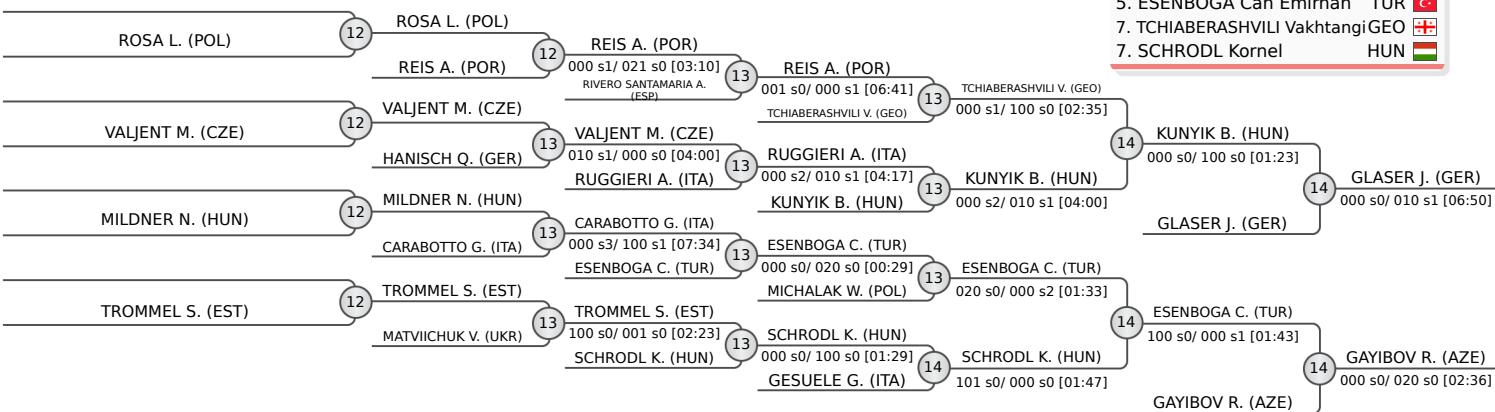 5. ESENBOGA Can Emirhan TUR
7. TCHIABERASHVILI Vakhtangi GEO
7. SCHRODL Kornel HUN
ROSA L. (POL)
12
VALJENT M. (CZE)
12
MILDNER N. (HUN)
12
TROMMEL S. (EST)
12
ROSA L. (POL)
REIS A. (POR)
12
VALJENT M. (CZE)
HANISCH Q. (GER)
13
MILDNER N. (HUN)
CARABOTTO G. (ITA)
13
TROMMEL S. (EST)
MATVIICHUK V. (UKR)
13
REIS A. (POR)
000 s1/ 021 s0 [03:10]
RIVERO SANTAMARIA A.
(ESP)
13
VALJENT M. (CZE)
010 s1/ 000 s0 [04:00]
RUGGIERI A. (ITA)
13
CARABOTTO G. (ITA)
000 s3/ 100 s1 [07:34]
ESENBOGA C. (TUR)
13
TROMMEL S. (EST)
100 s0/ 001 s0 [02:23]
SCHRODL K. (HUN)
13
REIS A. (POR)
001 s0/ 000 s1 [06:41]
TCHIABERASHVILI V. (GEO)
13
RUGGIERI A. (ITA)
000 s2/ 010 s1 [04:17]
KUNYIK B. (HUN)
13
ESENBOGA C. (TUR)
000 s0/ 020 s0 [00:29]
MICHALAK W. (POL)
13
SCHRODL K. (HUN)
000 s0/ 100 s0 [01:29]
GESUELE G. (ITA)
14
TCHIABERASHVILI V. (GEO)
000 s1/ 100 s0 [02:35]
KUNYIK B. (HUN)
000 s2/ 010 s1 [04:00]
14
ESENBOGA C. (TUR)
020 s0/ 000 s2 [01:33]
SCHRODL K. (HUN)
101 s0/ 000 s0 [01:47]
14
KUNYIK B. (HUN)
000 s0/ 100 s0 [01:23]
GLASER J. (GER)
14
ESENBOGA C. (TUR)
100 s0/ 000 s1 [01:43]
GAYIBOV R. (AZE)
14
GLASER J. (GER)
000 s0/ 010 s1 [06:50]
GAYIBOV R. (AZE)
000 s0/ 020 s0 [02:36]